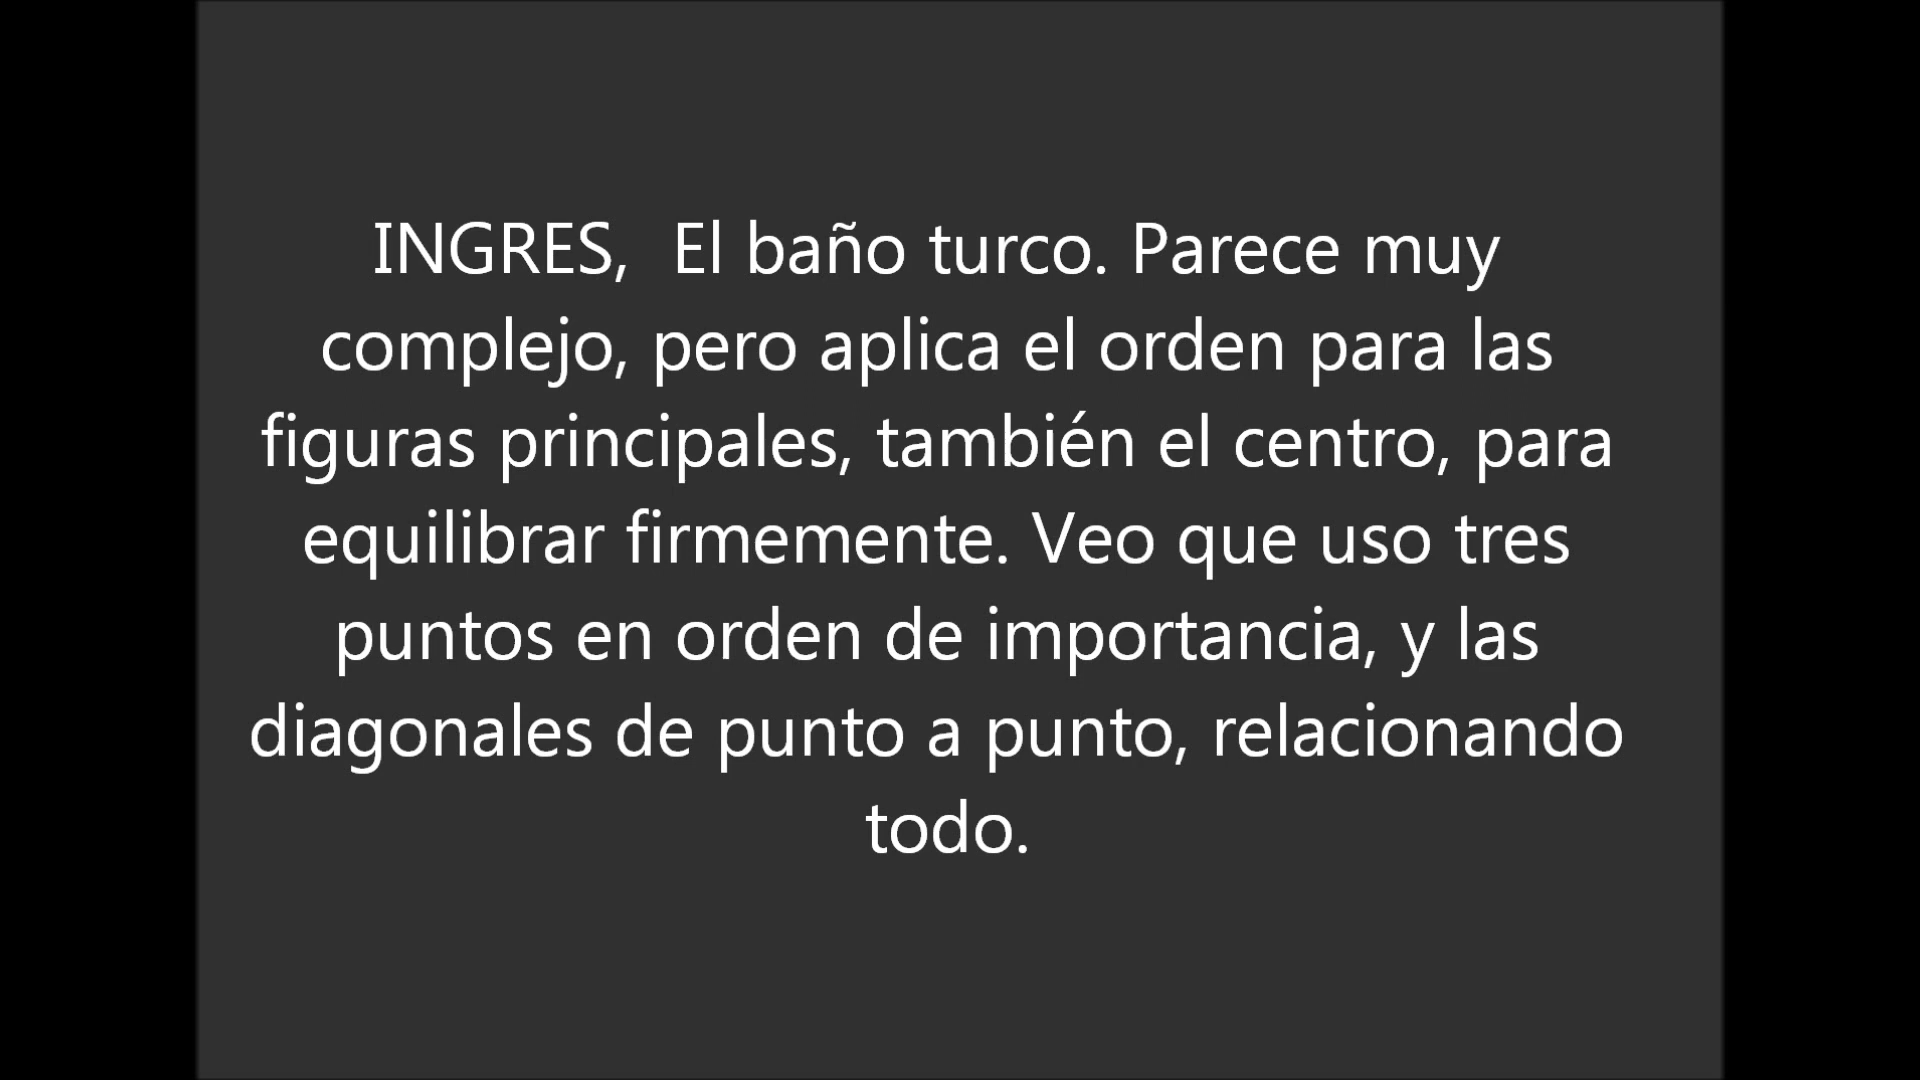 INGRES,  El baño turco. Parece muy
complejo, pero aplica el orden para las
figuras principales, también el centro, para
equilibrar firmemente. Veo que uso tres
puntos en orden de importancia, y las
diagonales de punto a punto, relacionando
todo.